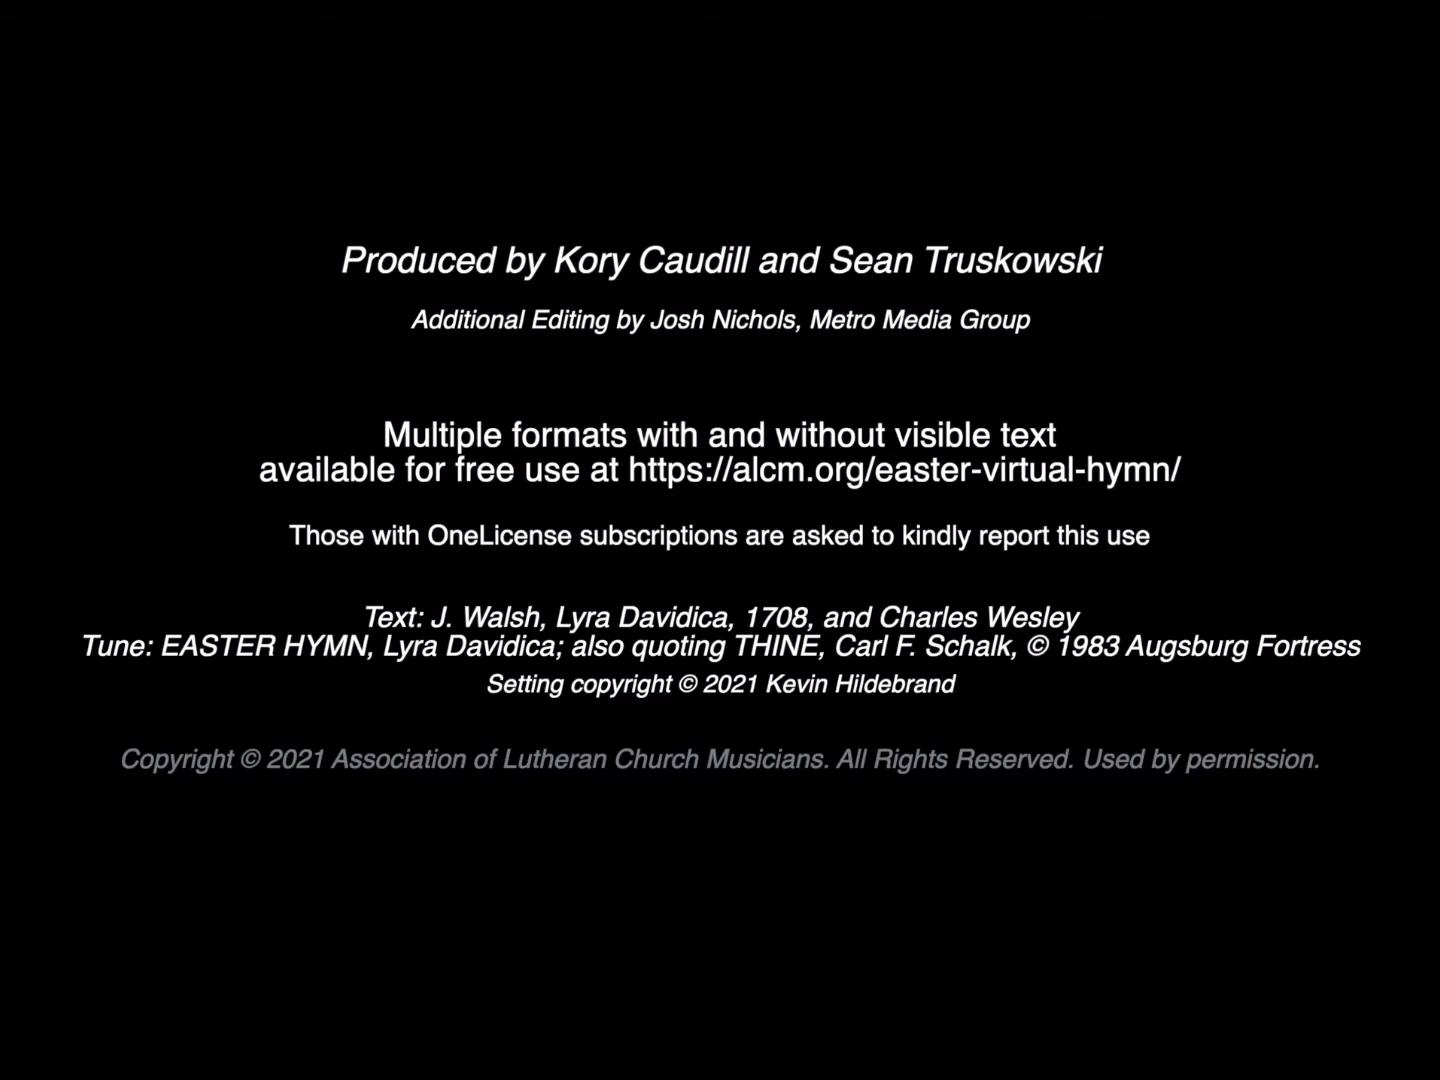 Produced by Kory Caudill and Sean Truskowski
Additional Editing by Josh Nichols, Metro Media Group
Multiple formats with and without visible text
available for free use at https://alcm.org/easter-virtual-hymn/
Those with OneLicense subscriptions are asked to kindly report this use
Text: J. Walsh, Lyra Davidica, 1708, and Charles Wesley
Tune: EASTER HYMN, Lyra Davidica; also quoting THINE, Carl F. Schalk, © 1983 Augsburg Fortress
Setting copyright © 2021 Kevin Hildebrand
Copyright © 2021 Association of Lutheran Church Musicians. All Rights Reserved. Used by permission.